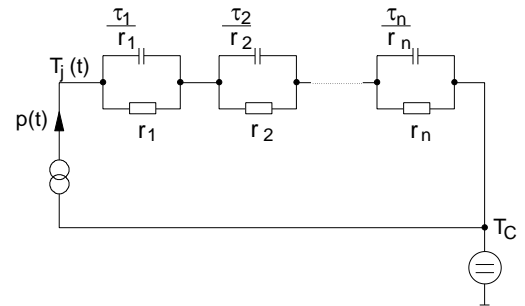 τ1/r1 τ2/r2 τn/rn
Tj(t)
r1 r2 rn
p(t)
TC